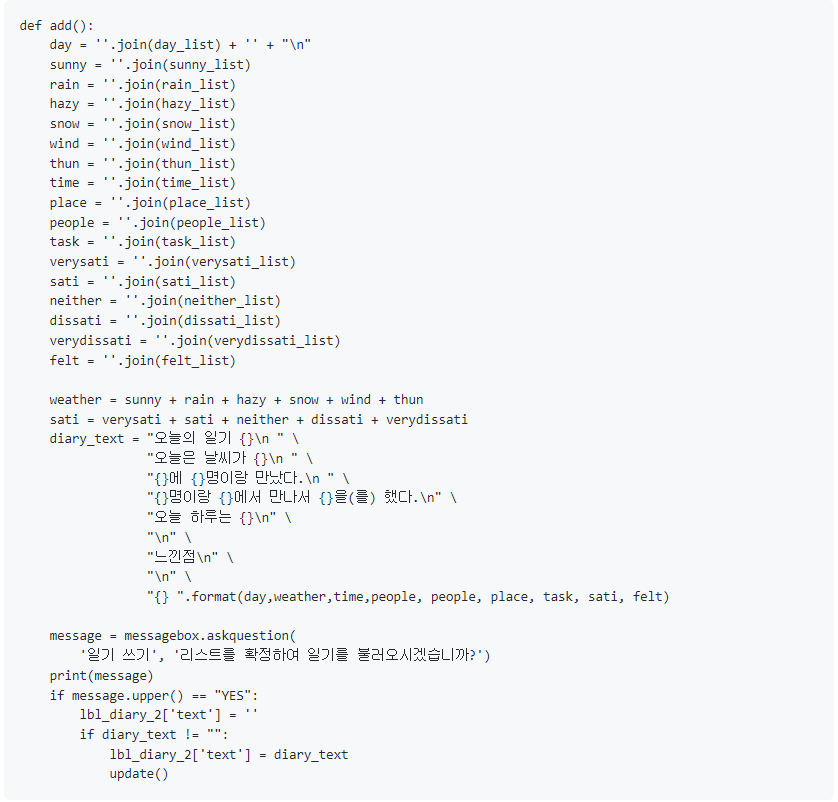 def add():
    day = ''.join(day_list) + '' + "\n"
    sunny = ''.join(sunny_list)
    rain = ''.join(rain_list)
    hazy = ''.join(hazy_list)
    snow = ''.join(snow_list)
    wind = ''.join(wind_list)
    thun = ''.join(thun_list)
    time = ''.join(time_list)
    place = ''.join(place_list)
    people = ''.join(people_list)
    task = ''.join(task_list)
    verysati = ''.join(verysati_list)
    sati = ''.join(sati_list)
    neither = ''.join(neither_list)
    dissati = ''.join(dissati_list)
    verydissati = ''.join(verydissati_list)
    felt = ''.join(felt_list)

    weather = sunny + rain + hazy + snow + wind + thun
    sati = verysati + sati + neither + dissati + verydissati
    diary_text = "오늘의 일기 {}\n " \
                 "오늘은 날씨가 {}\n " \
                 "{}에 {}명이랑 만났다.\n " \
                 "{}명이랑 {}에서 만나서 {}을(를) 했다.\n" \
                 "오늘 하루는 {}\n" \
                 "\n" \
                 "느낀점\n" \
                 "\n" \
                 "{} ".format(day,weather,time,people, people, place, task, sati, felt)

    message = messagebox.askquestion(
        '일기 쓰기', '리스트를 확정하여 일기를 불러오시겠습니까?')
    print(message)
    if message.upper() == "YES":
        lbl_diary_2['text'] = ''
        if diary_text != "":
            lbl_diary_2['text'] = diary_text
            update()